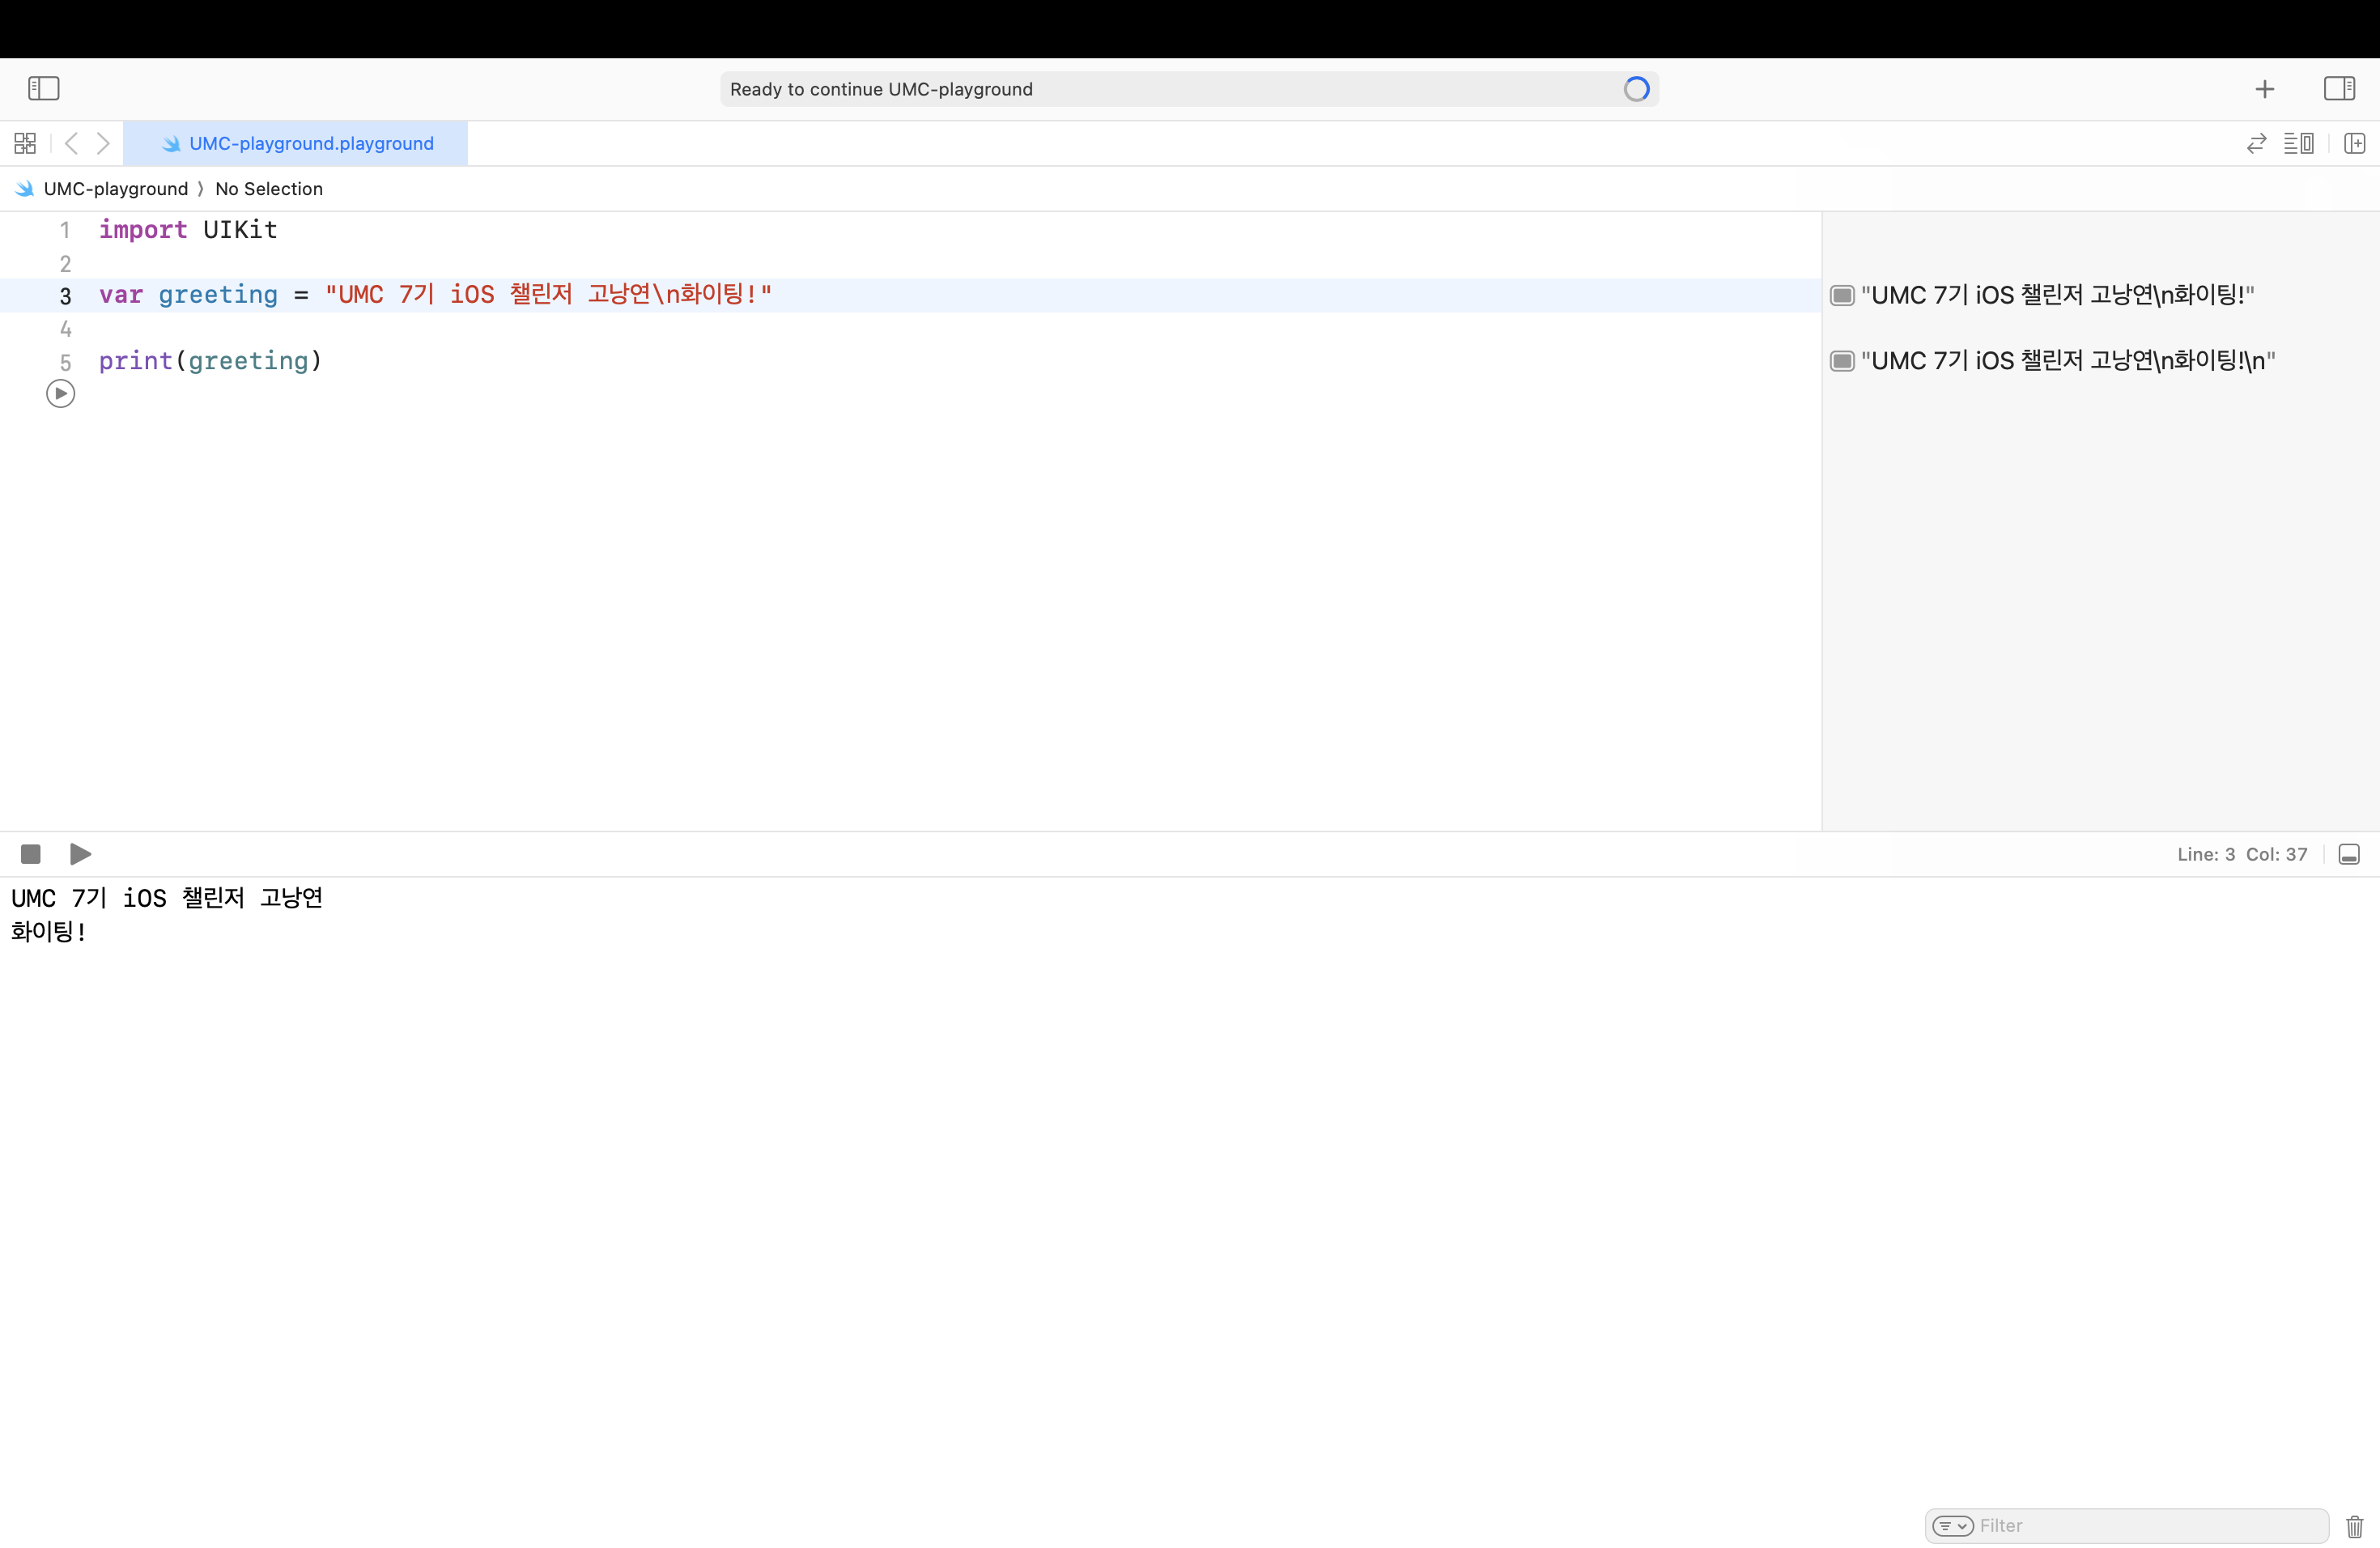 Ready to continue UMC-playground
UMC-playground.playground
UMC-playground 〉 No Selection
1 import UIKit
2
3 var greeting = "UMC 7기 iOS 챌린저 고낭연\n화이팅!"
"UMC 7기 iOS 챌린저 고낭연\n화이팅!"
4
5 print(greeting)
"UMC 7기 iOS 챌린저 고낭연\n화이팅!\n"
Line: 3 Col: 37
UMC 7기 iOS 챌린저 고낭연
화이팅!
Filter